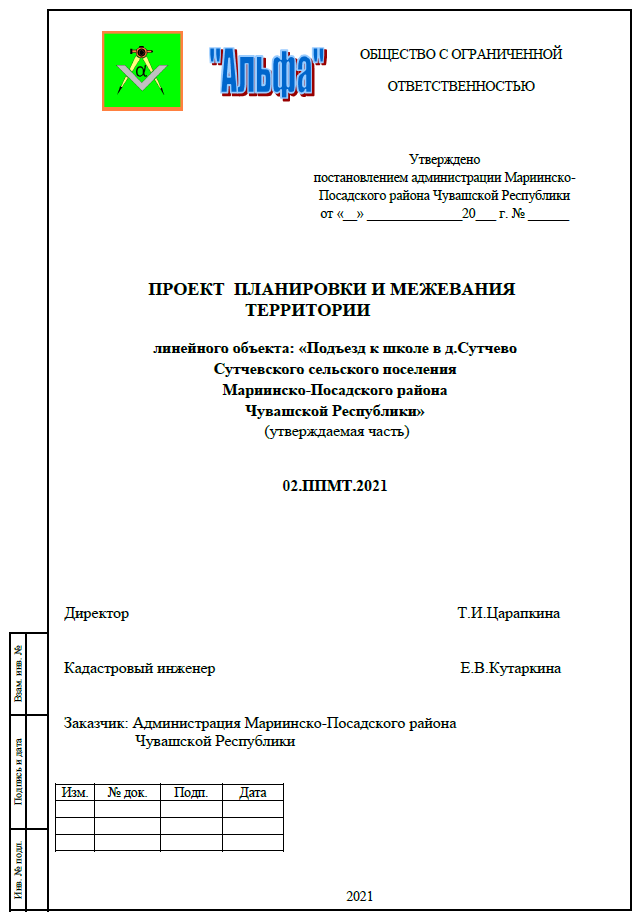 α
"Альфа"
ОБЩЕСТВО С ОГРАНИЧЕННОЙ
ОТВЕТСТВЕННОСТЬЮ
Утверждено
постановлением администрации Мариинско-
Посадского района Чувашской Республики
от «__» ______________20___ г. № ______
ПРОЕКТ ПЛАНИРОВКИ И МЕЖЕВАНИЯ
ТЕРРИТОРИИ
линейного объекта: «Подъезд к школе в д.Сутчево
Сутчевского сельского поселения
Мариинско-Посадского района
Чувашской Республики»
(утверждаемая часть)
02.ППМТ.2021
Директор Т.И.Царапкина
Кадастровый инженер Е.В.Кутаркина
Заказчик: Администрация Мариинско-Посадского района
Чувашской Республики
Взам. инв. №
Подпись и дата
Инв. № подл.
Изм. № док. Подп. Дата
2021